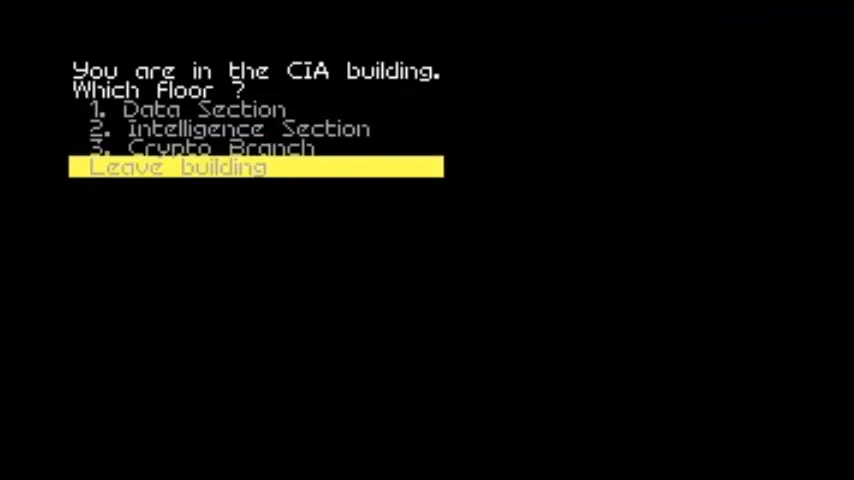 You are in the CIA building.
Which floor ?
1. Data Section
2. Intelligence Section
3. Crypto Branch
Leave building